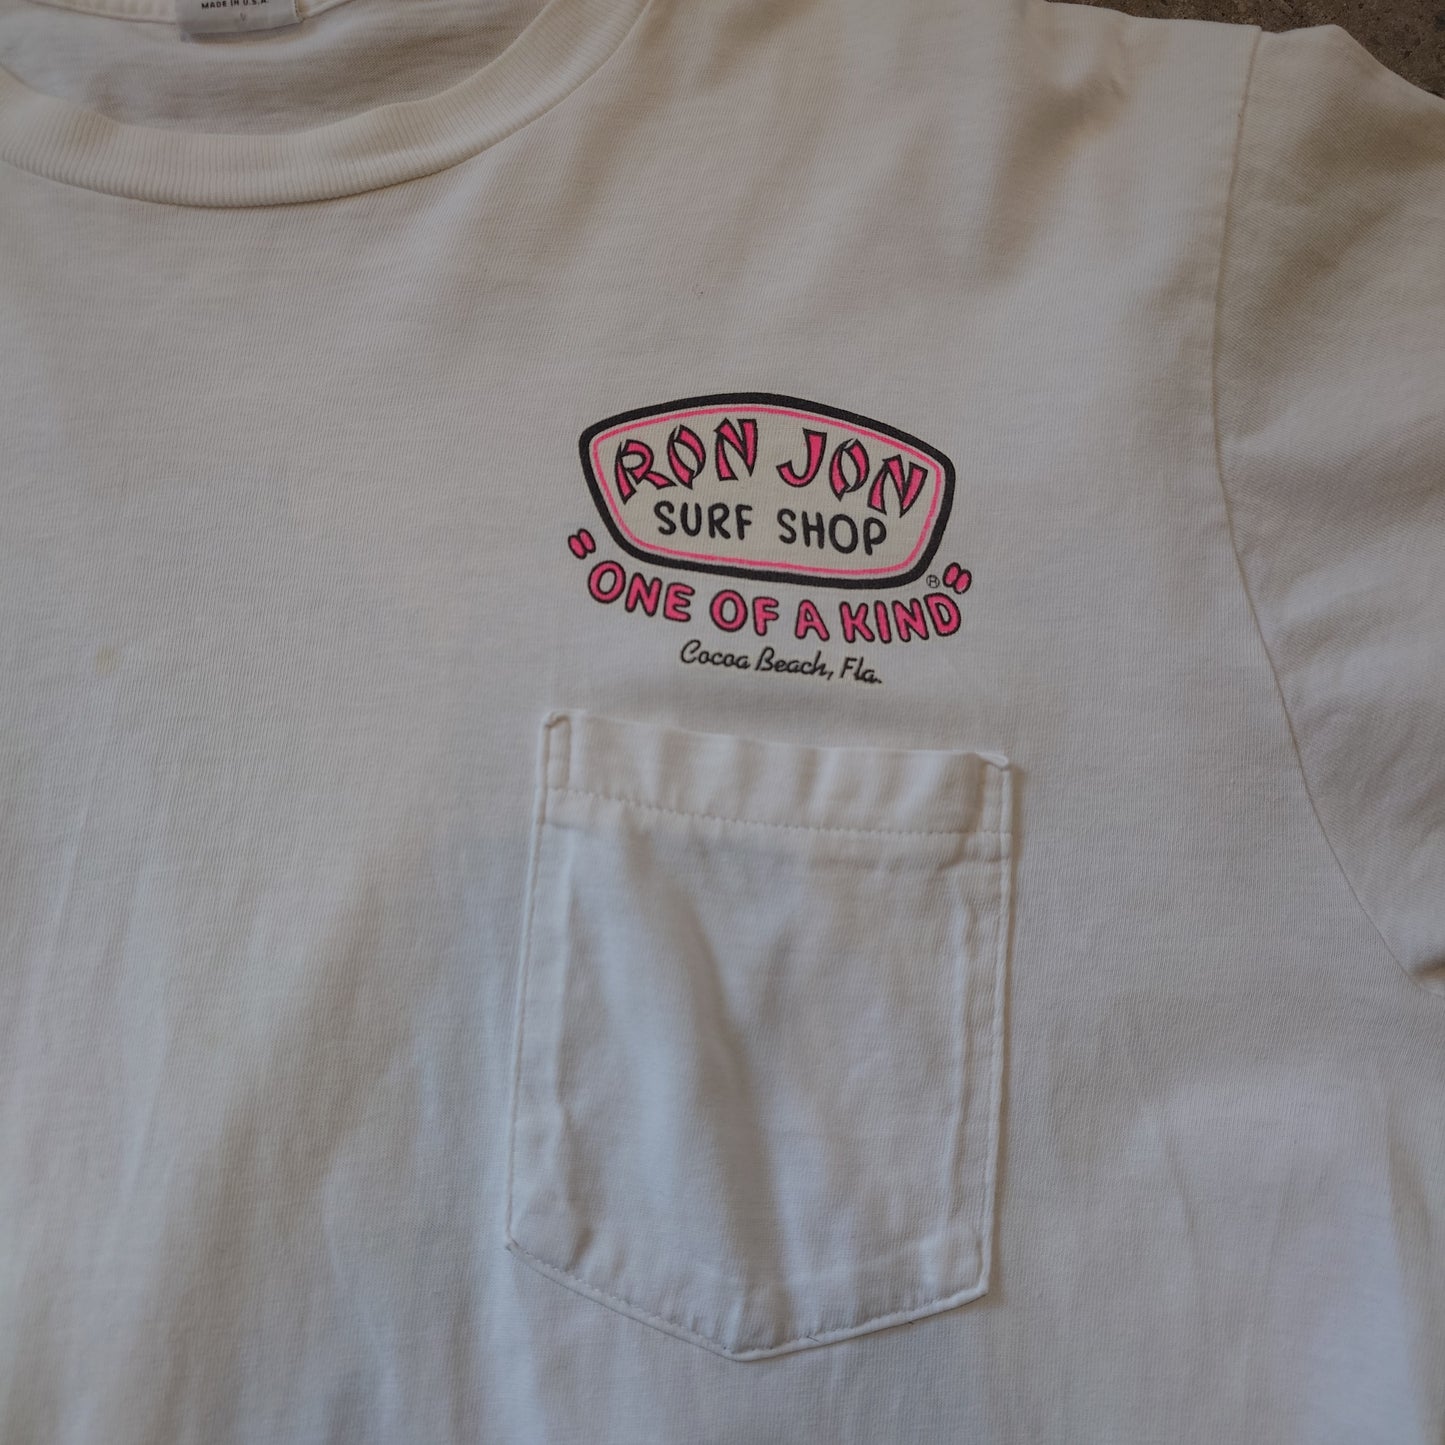 MADE IN U.S.A.
RON JON
SURF SHOP
®
"ONE OF A KIND"
Cocoa Beach, Fla.